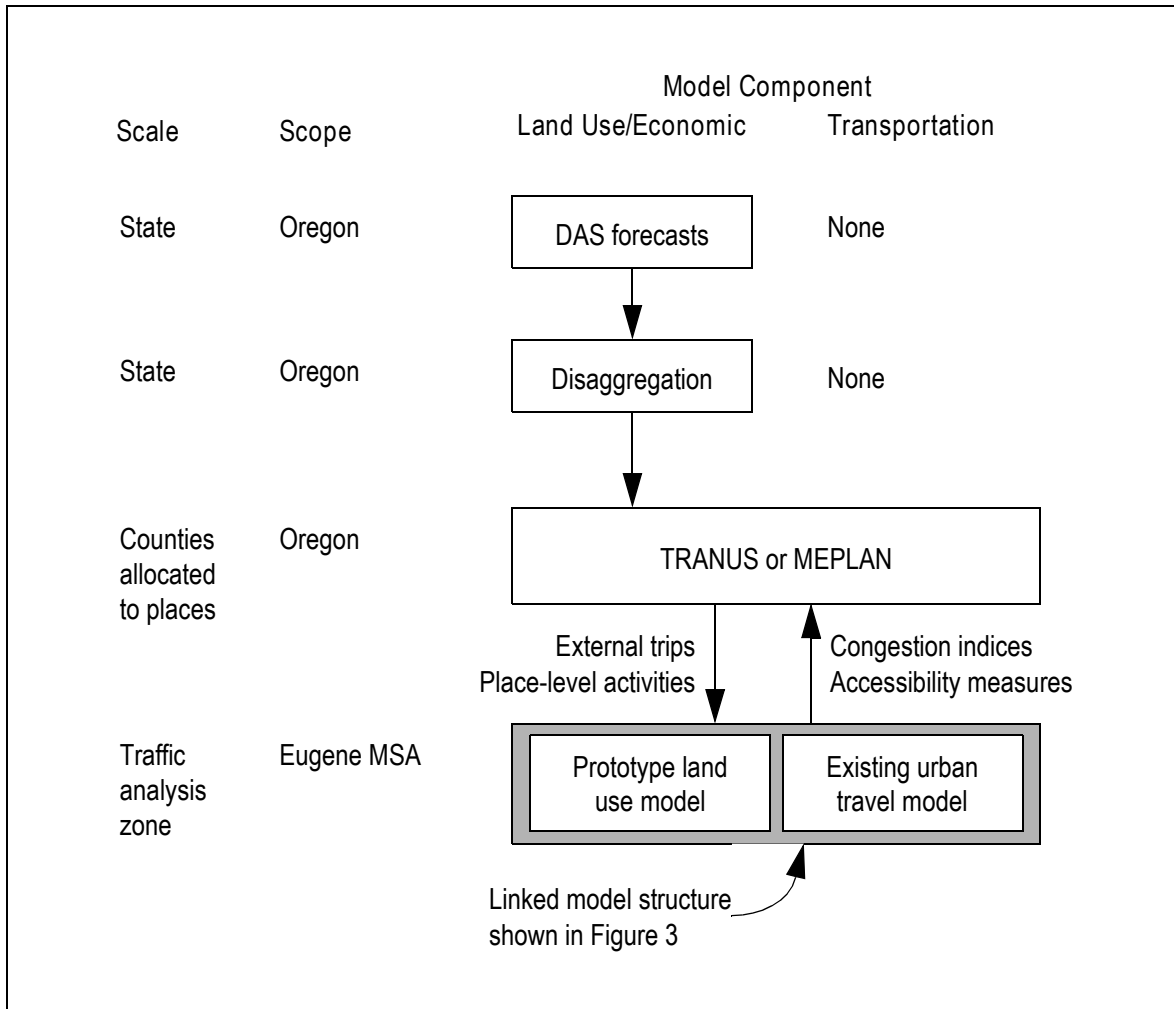 Model Component
Scale Scope Land Use/Economic Transportation
State Oregon DAS forecasts None
State Oregon Disaggregation None
Counties
allocated
to places
Oregon
TRANUS or MEPLAN
External trips
Place-level activities
Congestion indices
Accessibility measures
Traffic
analysis
zone
Eugene MSA
Prototype land
use model
Existing urban
travel model
Linked model structure
shown in Figure 3